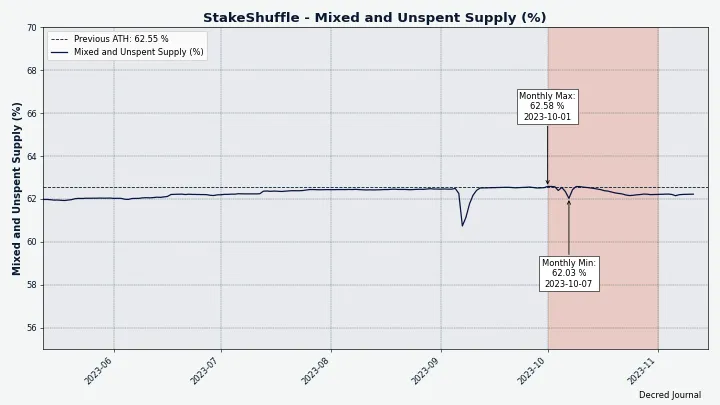 StakeShuffle - Mixed and Unspent Supply (%)
Previous ATH: 62.55 %
Mixed and Unspent Supply (%)
Mixed and Unspent Supply (%)
70
68
66
64
62
60
58
56
Monthly Max:
62.58 %
2023-10-01
Monthly Min:
62.03 %
2023-10-07
2023-06
2023-07
2023-08
2023-09
2023-10
2023-11
Decred Journal